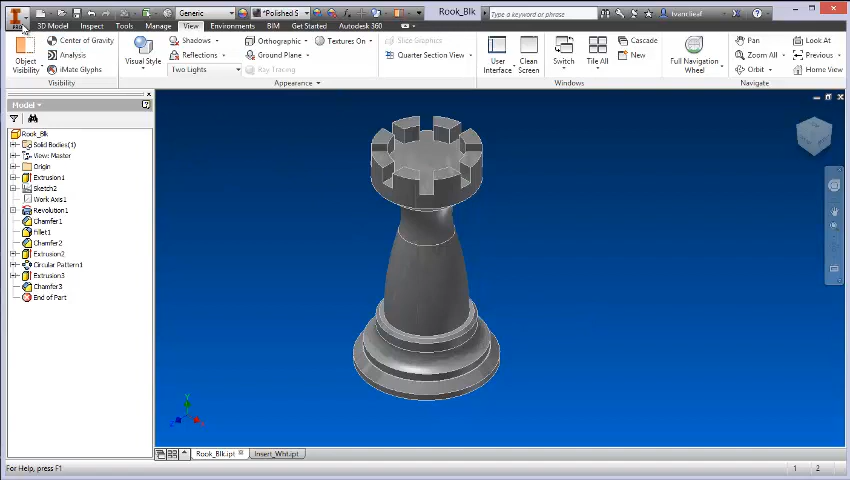 PRO Generic *Polished S Rook_Blk Type a keyword or phrase
3D Model Inspect Tools Manage View Environments BIM Get Started Autodesk 360
Object Visibility
Center of Gravity
Analysis
iMate Glyphs
Visibility
Visual Style
Shadows
Reflections
Two Lights
Orthographic
Ground Plane
Ray Tracing
Textures On
Appearance
Slice Graphics
Quarter Section View
User Interface
Clean Screen
Switch
Tile All
Cascade
New
Windows
Full Navigation Wheel
Pan
Zoom All
Orbit
Look At
Previous
Home View
Navigate
Model
Rook_Blk
Solid Bodies(1)
View: Master
Origin
Extrusion1
Sketch2
Work Axis1
Revolution1
Chamfer1
Fillet1
Chamfer2
Extrusion2
Circular Pattern1
Extrusion3
Chamfer3
End of Part
Rook_Blk.ipt Insert_Wht.ipt
For Help, press F1 1 2